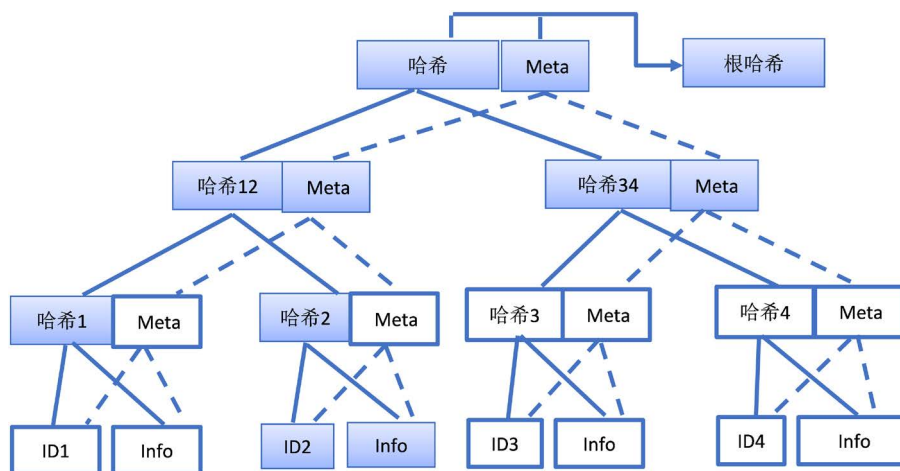 哈希
Meta
根哈希
哈希12
Meta
哈希34
Meta
哈希1
Meta
哈希2
Meta
哈希3
Meta
哈希4
Meta
ID1
Info
ID2
Info
ID3
Info
ID4
Info